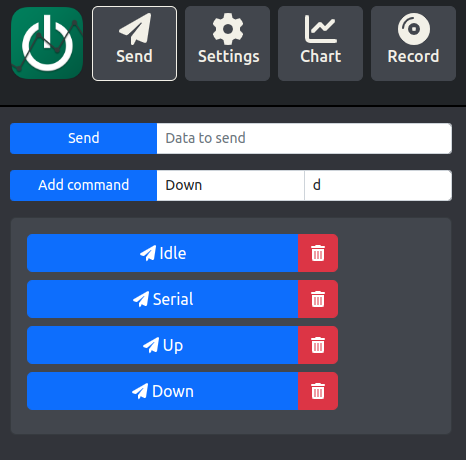 Send Settings Chart Record
Send Data to send
Add command Down d
Idle
Serial
Up
Down